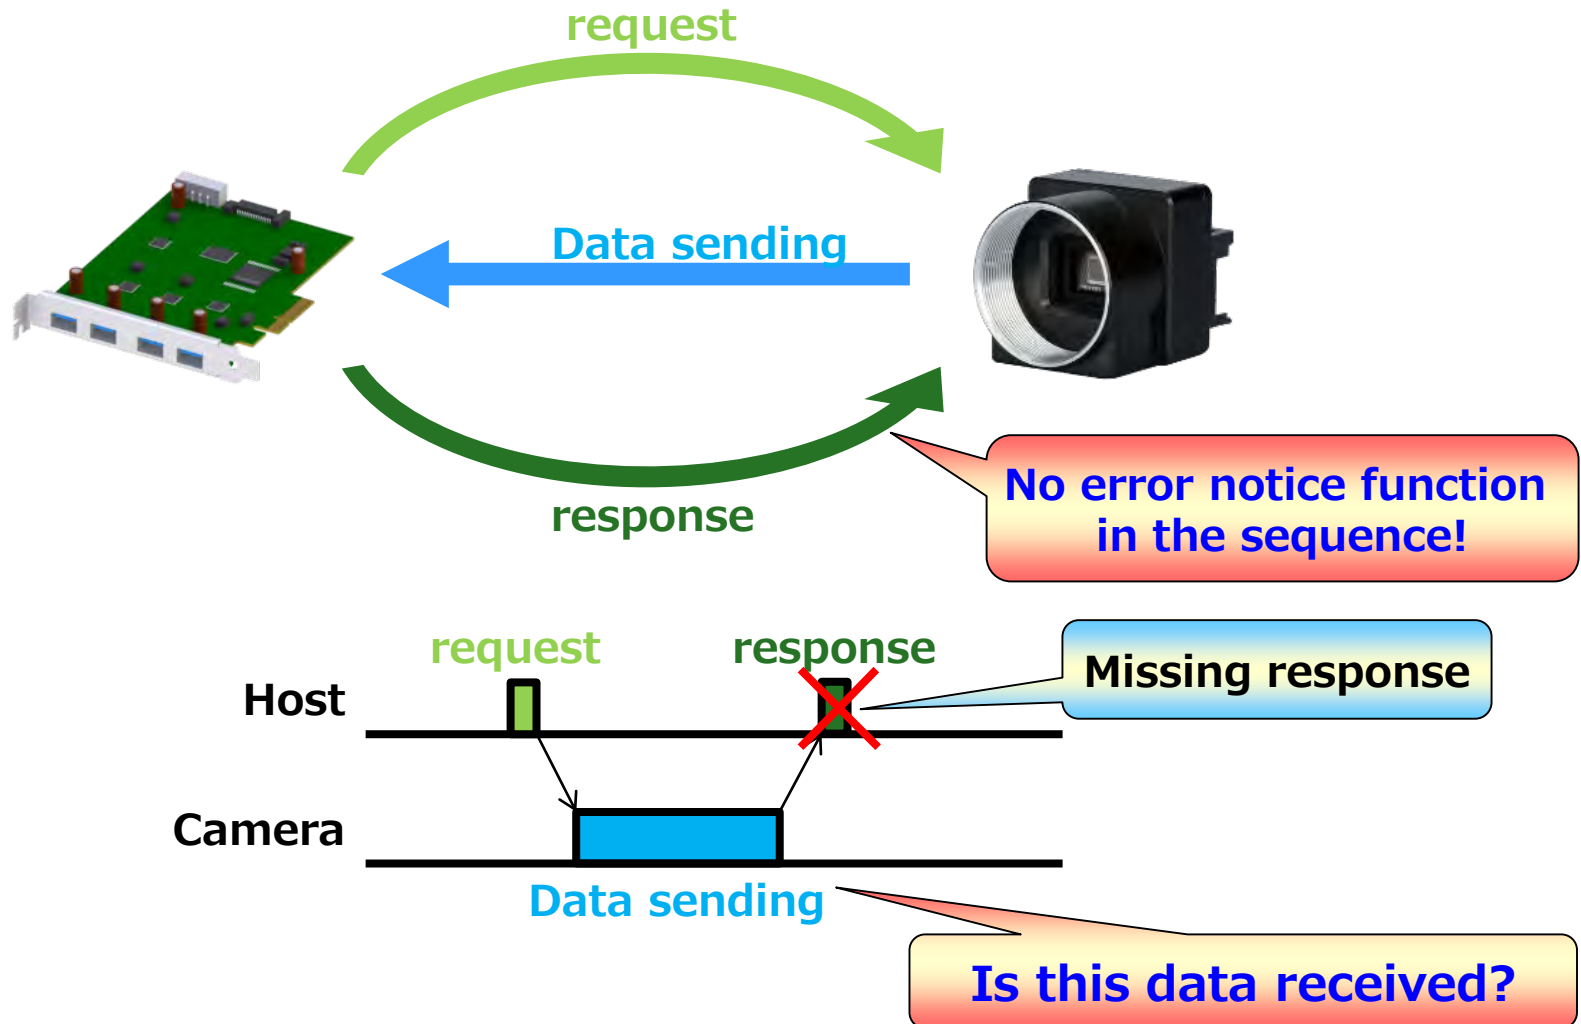 request
Data sending
response
No error notice function
in the sequence!
request
response
Missing response
Host
Camera
Data sending
Is this data received?